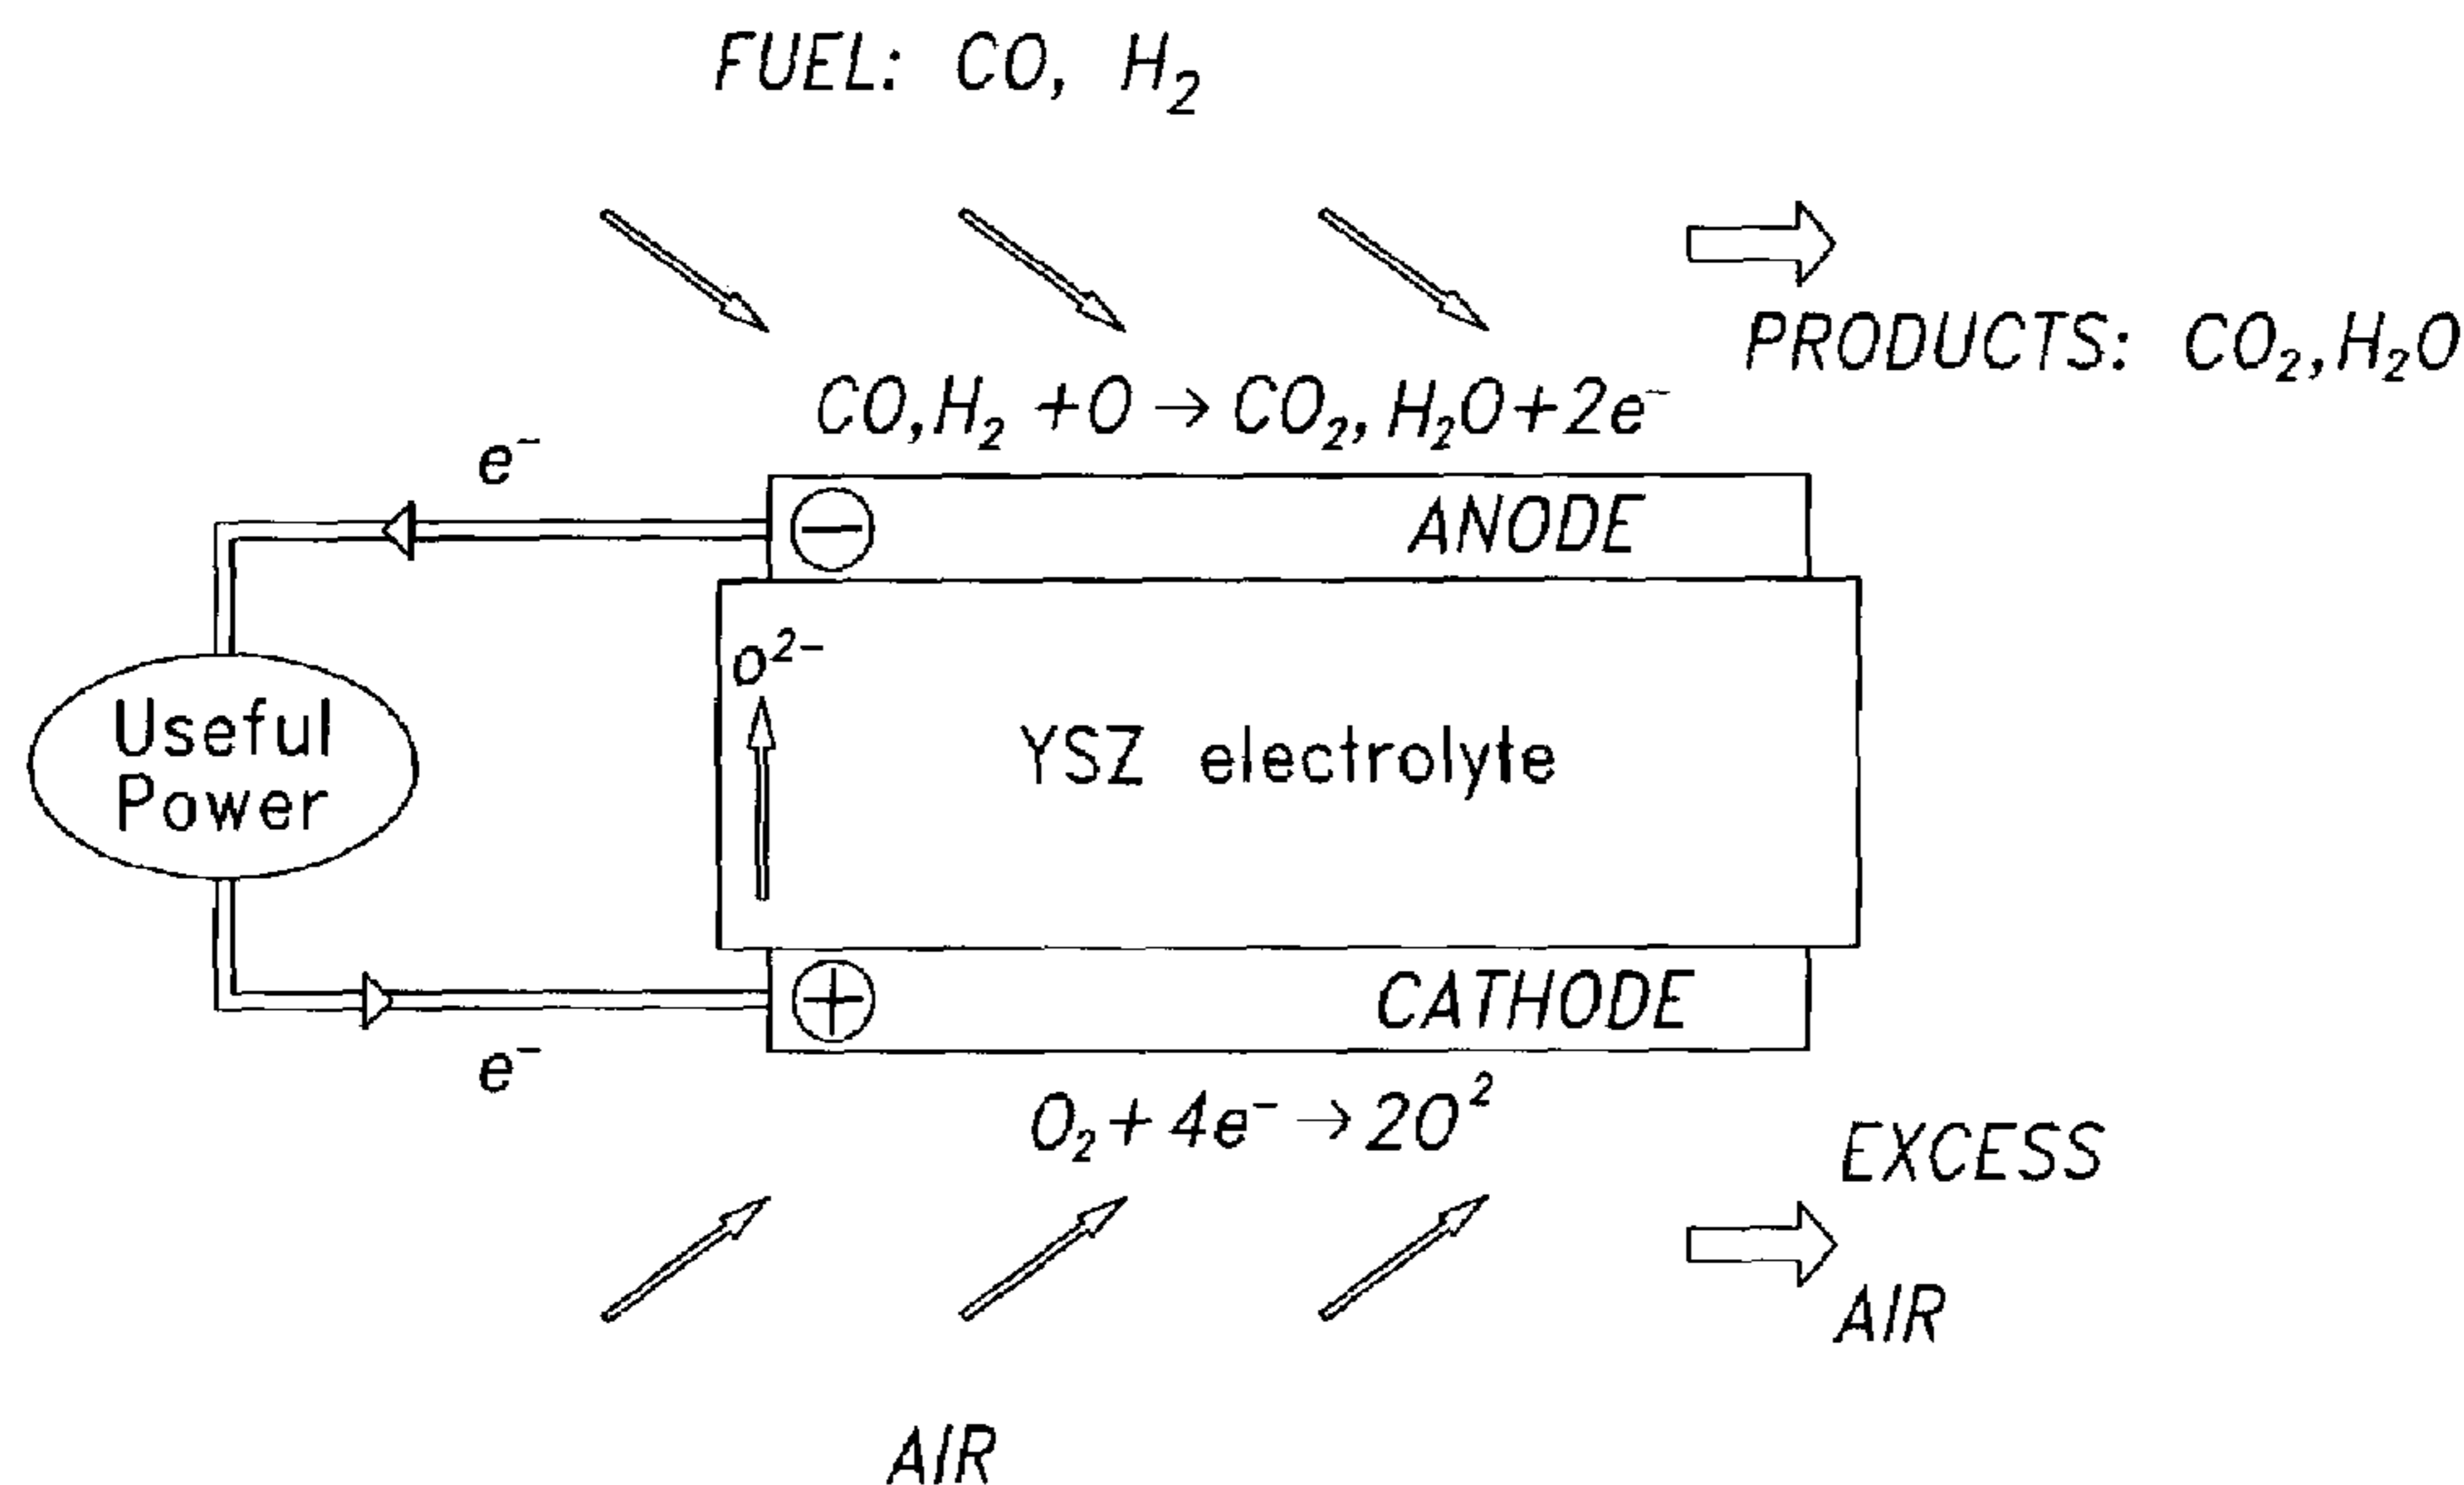 FUEL: CO, H₂
PRODUCTS: CO₂,H₂O
CO,H₂ +O → CO₂, H₂O+2e⁻
e⁻
⊖ ANODE
O²⁻
Useful
Power
YSZ electrolyte
⊕ CATHODE
e⁻
O₂+4e⁻→2O²
EXCESS
AIR
AIR